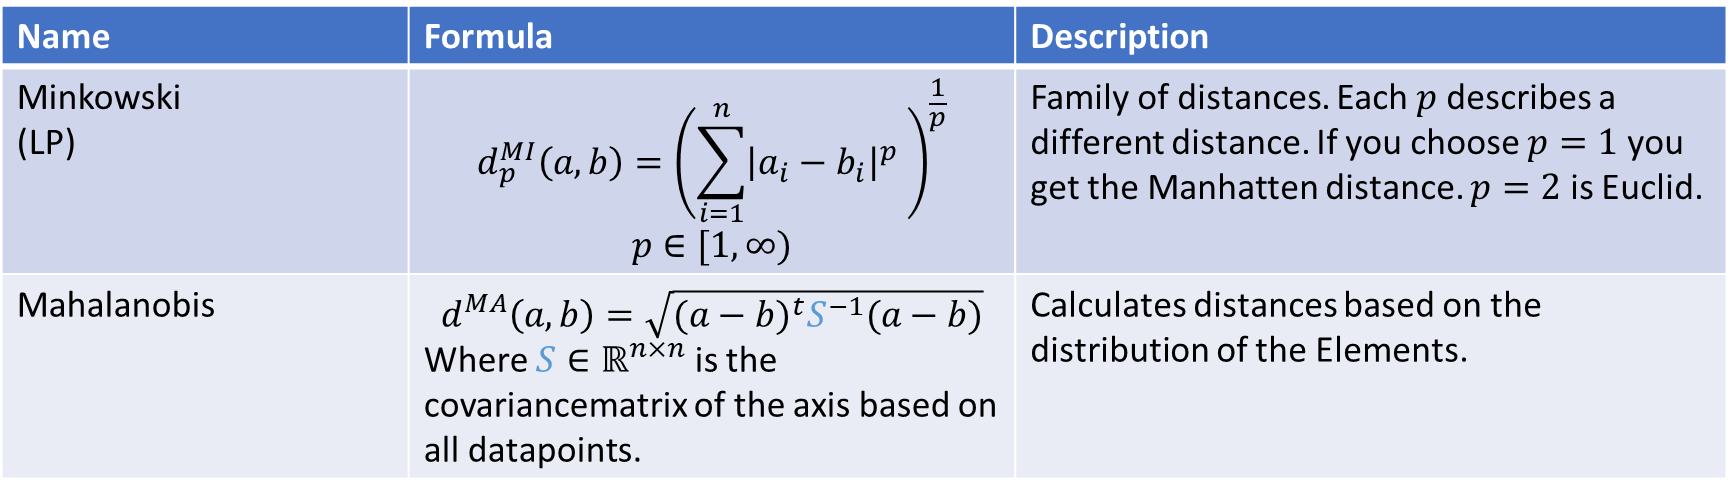 Name Formula Description
Minkowski
(LP)
d_p^{MI}(a, b) = (∑_{i=1}^{n} |a_i − b_i|^p)^{1/p}
p ∈ [1, ∞)
Family of distances. Each p describes a
different distance. If you choose p = 1 you
get the Manhatten distance. p = 2 is Euclid.
Mahalanobis
d^{MA}(a, b) = √((a − b)^t S^{−1}(a − b))
Where S ∈ ℝ^{n×n} is the
covariancematrix of the axis based on
all datapoints.
Calculates distances based on the
distribution of the Elements.